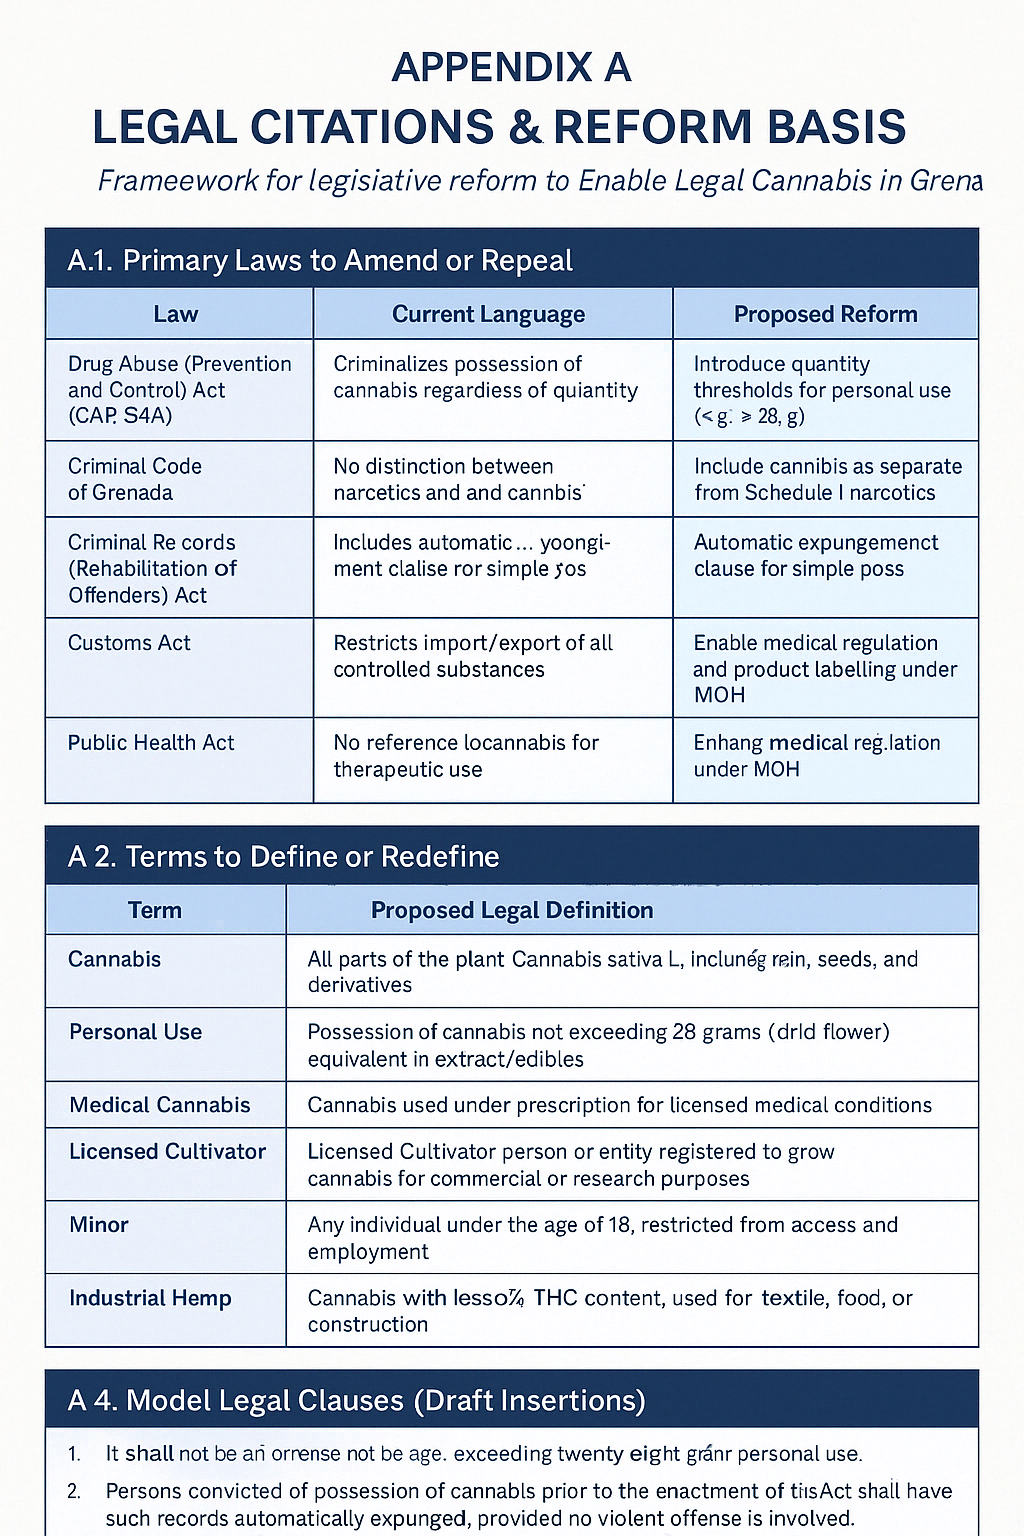 APPENDIX A
LEGAL CITATIONS & REFORM BASIS
Frameework for legisiative reform to Enable Legal Cannabis in Grena
A.1. Primary Laws to Amend or Repeal
Law
Current Language
Proposed Reform
Drug Abuse (Prevention
and Control) Act
(CAP. S4A)
Criminalizes possession of
cannabis regardiess of quiantity
Introduce quantity
thresholds for personal use
(< g: ≥ 28, g)
Criminal Code
of Grenada
No distinction between
narcetics and and cannbis
Include cannibis as separate
from Schedule I narcotics
Criminal Re cords
(Rehabilitation of
Offenders) Act
Includes automatic... yoongi-
ment clalise ror simple
Automatic expungemenct
clause for simple poss
Customs Act
Restricts import/export of all
controlled substances
Enable medical regulation
and product labelling under
MOH
Public Health Act
No reference locannabis for
therapeutic use
Enhang medical reg.lation
under MOH
A 2. Terms to Define or Redefine
Term
Proposed Legal Definition
Cannabis
All parts of the plant Cannabis sativa L, seeds, and
derivatives
Personal Use
Possession of cannabis not exceeding 28 grams (drld flower)
equivalent in extract/edibles
Medical Cannabis
Cannabis used under prescription for licensed medical conditions
Licensed Cultivator
Licensed Cultivator person or entity registered to grow
cannabis for commercial or research purposes
Minor
Any individual under the age of 18, restricted from access and
employment
Industrial Hemp
Cannabis with THC content, used for textile, food, or
construction
A 4. Model Legal Clauses (Draft Insertions)
1. It shall not be an not be age. exceeding twenty eight personal use.
2. Persons convicted of possession of cannabls prior to the enactment of thisAct shall have
such records automatically expunged, provided no violent offense is involved.